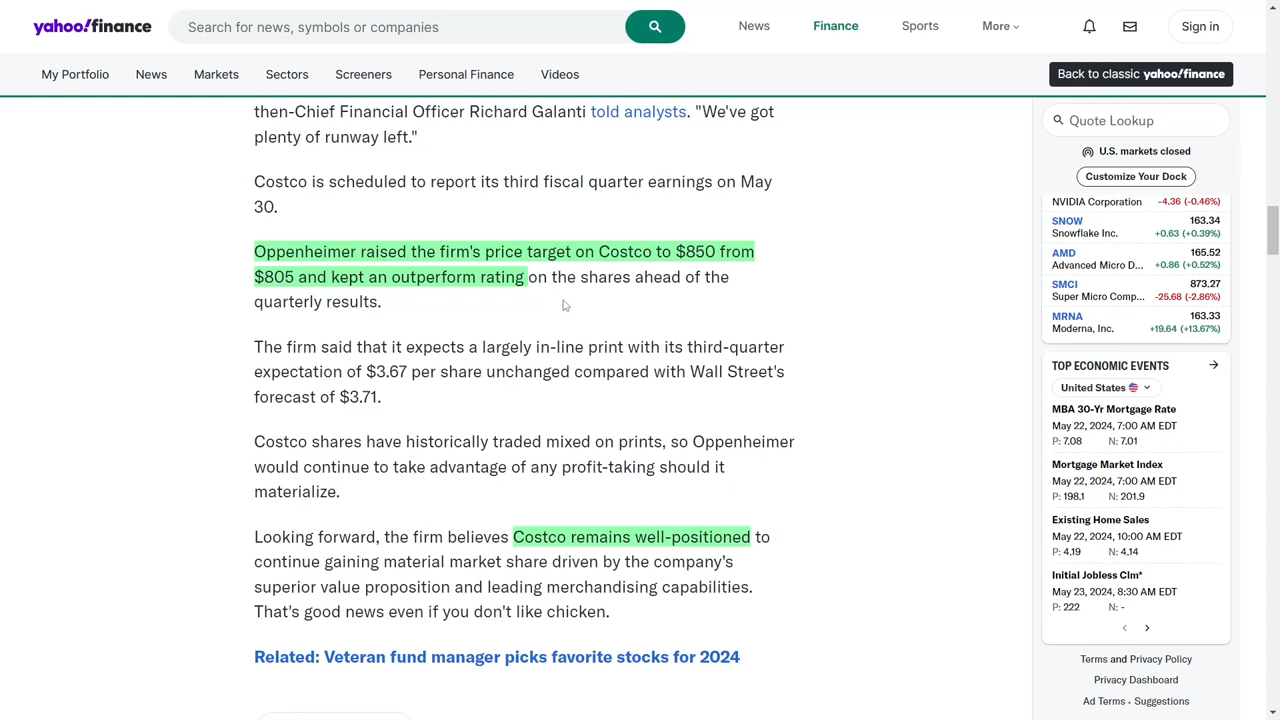 yahoo!finance
Search for news, symbols or companies
News
Finance
Sports
More
Sign in
My Portfolio
News
Markets
Sectors
Screeners
Personal Finance
Videos
Back to classic yahoo!finance
then-Chief Financial Officer Richard Galanti told analysts. "We've got
plenty of runway left."
Costco is scheduled to report its third fiscal quarter earnings on May
30.
Oppenheimer raised the firm's price target on Costco to $850 from
$805 and kept an outperform rating on the shares ahead of the
quarterly results.
The firm said that it expects a largely in-line print with its third-quarter
expectation of $3.67 per share unchanged compared with Wall Street's
forecast of $3.71.
Costco shares have historically traded mixed on prints, so Oppenheimer
would continue to take advantage of any profit-taking should it
materialize.
Looking forward, the firm believes Costco remains well-positioned to
continue gaining material market share driven by the company's
superior value proposition and leading merchandising capabilities.
That's good news even if you don't like chicken.
Related: Veteran fund manager picks favorite stocks for 2024
Quote Lookup
U.S. markets closed
Customize Your Dock
NVIDIA Corporation -4.36 (-0.46%)
SNOW 163.34
Snowflake Inc. +0.63 (+0.39%)
AMD 165.52
Advanced Micro D... +0.86 (+0.52%)
SMCI 873.27
Super Micro Comp... -25.68 (-2.86%)
MRNA 163.33
Moderna, Inc. +19.64 (+13.67%)
TOP ECONOMIC EVENTS
United States
MBA 30-Yr Mortgage Rate
May 22, 2024, 7:00 AM EDT
P: 7.08 N: 7.01
Mortgage Market Index
May 22, 2024, 7:00 AM EDT
P: 198.1 N: 201.9
Existing Home Sales
May 22, 2024, 10:00 AM EDT
P: 4.19 N: 4.14
Initial Jobless Clm*
May 23, 2024, 8:30 AM EDT
P: 222 N: -
Terms and Privacy Policy
Privacy Dashboard
Ad Terms • Suggestions